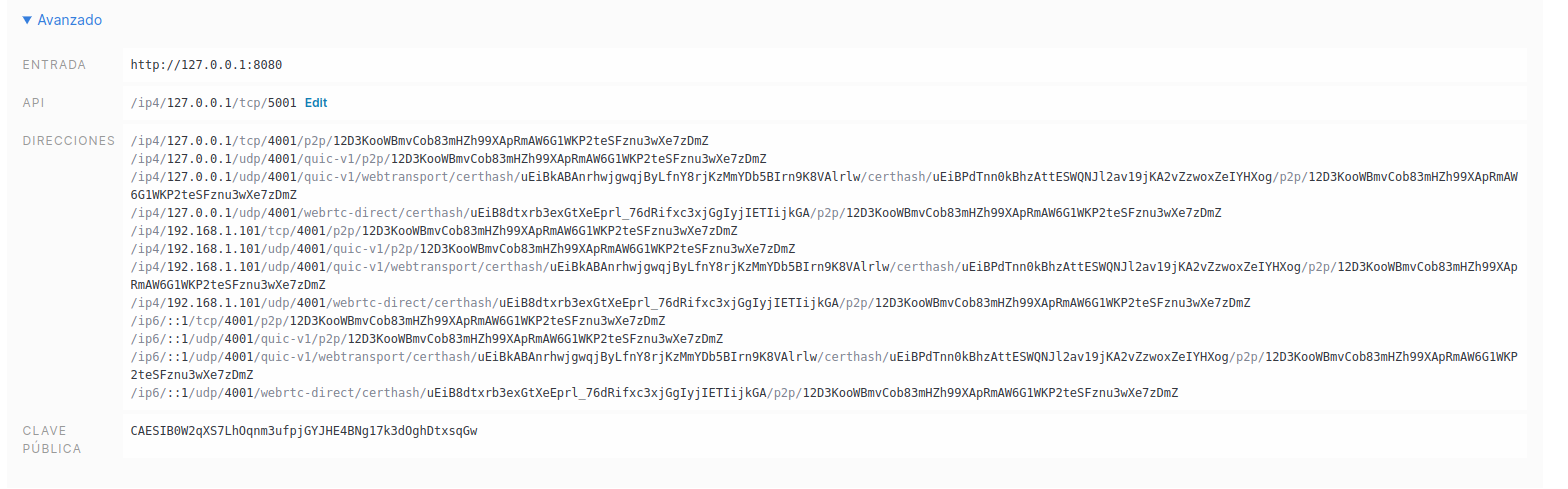 ▼ Avanzado
ENTRADA
http://127.0.0.1:8080
API
/ip4/127.0.0.1/tcp/5001 Edit
DIRECCIONES
/ip4/127.0.0.1/tcp/4001/p2p/12D3KooWBmvCob83mHZh99XApRmAW6G1WKP2teSFznu3wXe7zDmZ
/ip4/127.0.0.1/udp/4001/quic-v1/p2p/12D3KooWBmvCob83mHZh99XApRmAW6G1WKP2teSFznu3wXe7zDmZ
/ip4/127.0.0.1/udp/4001/quic-v1/webtransport/certhash/uEiBkABAnrhwjgwqjByLfnY8rjKzMmYDb5BIrn9K8VAlrlw/certhash/uEiBPdTnn0kBhzAttESWQNJl2av19jKA2vZzwoxZeIYHXog/p2p/12D3KooWBmvCob83mHZh99XApRmAW
6G1WKP2teSFznu3wXe7zDmZ
/ip4/127.0.0.1/udp/4001/webrtc-direct/certhash/uEiB8dtxrb3exGtXeEprl_76dRifxc3xjGgIyjIETIijkGA/p2p/12D3KooWBmvCob83mHZh99XApRmAW6G1WKP2teSFznu3wXe7zDmZ
/ip4/192.168.1.101/tcp/4001/p2p/12D3KooWBmvCob83mHZh99XApRmAW6G1WKP2teSFznu3wXe7zDmZ
/ip4/192.168.1.101/udp/4001/quic-v1/p2p/12D3KooWBmvCob83mHZh99XApRmAW6G1WKP2teSFznu3wXe7zDmZ
/ip4/192.168.1.101/udp/4001/quic-v1/webtransport/certhash/uEiBkABAnrhwjgwqjByLfnY8rjKzMmYDb5BIrn9K8VAlrlw/certhash/uEiBPdTnn0kBhzAttESWQNJl2av19jKA2vZzwoxZeIYHXog/p2p/12D3KooWBmvCob83mHZh99XAp
RmAW6G1WKP2teSFznu3wXe7zDmZ
/ip4/192.168.1.101/udp/4001/webrtc-direct/certhash/uEiB8dtxrb3exGtXeEprl_76dRifxc3xjGgIyjIETIijkGA/p2p/12D3KooWBmvCob83mHZh99XApRmAW6G1WKP2teSFznu3wXe7zDmZ
/ip6/::1/tcp/4001/p2p/12D3KooWBmvCob83mHZh99XApRmAW6G1WKP2teSFznu3wXe7zDmZ
/ip6/::1/udp/4001/quic-v1/p2p/12D3KooWBmvCob83mHZh99XApRmAW6G1WKP2teSFznu3wXe7zDmZ
/ip6/::1/udp/4001/quic-v1/webtransport/certhash/uEiBkABAnrhwjgwqjByLfnY8rjKzMmYDb5BIrn9K8VAlrlw/certhash/uEiBPdTnn0kBhzAttESWQNJl2av19jKA2vZzwoxZeIYHXog/p2p/12D3KooWBmvCob83mHZh99XApRmAW6G1WKP
2teSFznu3wXe7zDmZ
/ip6/::1/udp/4001/webrtc-direct/certhash/uEiB8dtxrb3exGtXeEprl_76dRifxc3xjGgIyjIETIijkGA/p2p/12D3KooWBmvCob83mHZh99XApRmAW6G1WKP2teSFznu3wXe7zDmZ
CLAVE
PÚBLICA
CAESIB0W2qXS7LhOqnm3ufpjGYJHE4BNg17k3dOghDtxsqGw